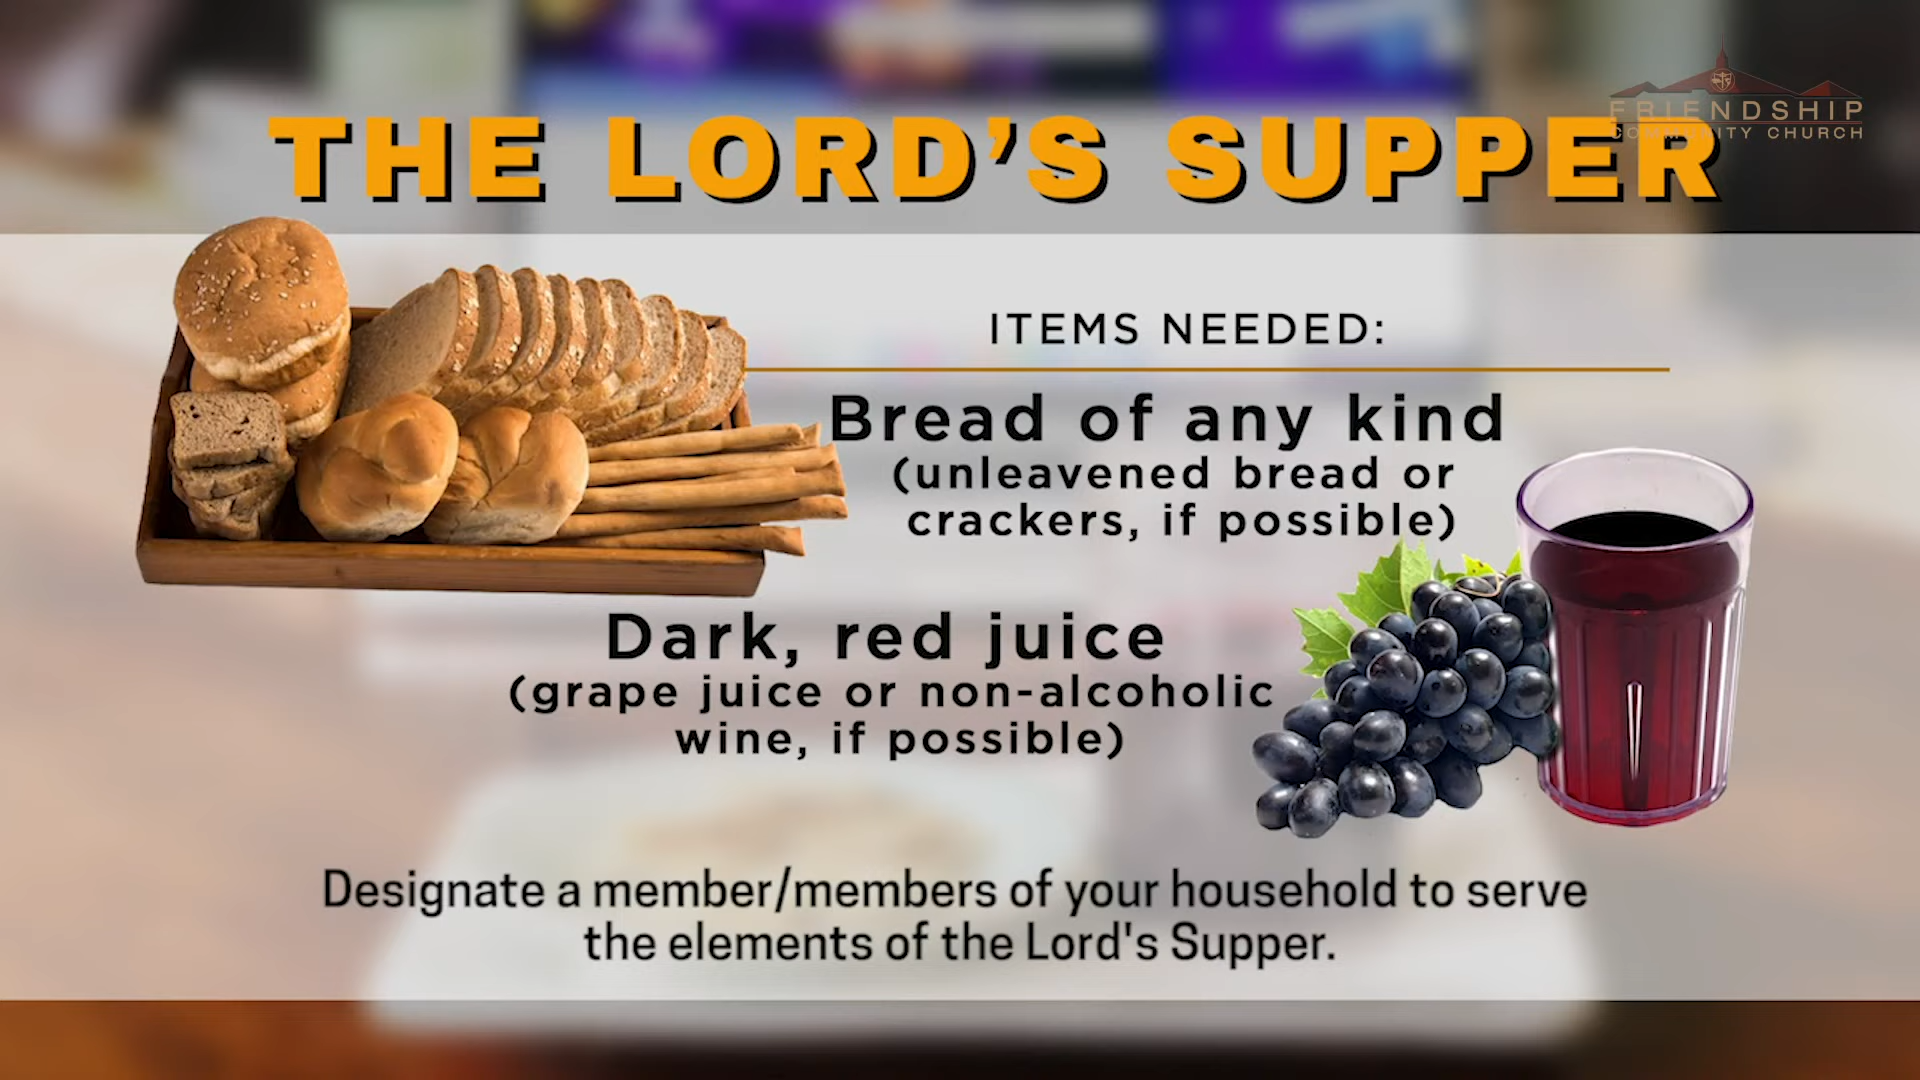 FRIENDSHIP
COMMUNITY CHURCH
THE LORD’S SUPPER
ITEMS NEEDED:
Bread of any kind
(unleavened bread or
crackers, if possible)
Dark, red juice
(grape juice or non-alcoholic
wine, if possible)
Designate a member/members of your household to serve
the elements of the Lord's Supper.